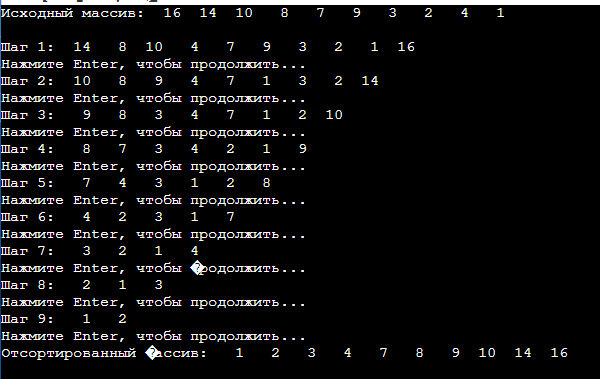 Исходный массив: 16 14 10 8 7 9 3 2 4 1
Шаг 1: 14 8 10 4 7 9 3 2 1 16
Нажмите Enter, чтобы продолжить...
Шаг 2: 10 8 9 4 7 1 3 2 14
Нажмите Enter, чтобы продолжить...
Шаг 3: 9 8 3 4 7 1 2 10
Нажмите Enter, чтобы продолжить...
Шаг 4: 8 7 3 4 2 1 9
Нажмите Enter, чтобы продолжить...
Шаг 5: 7 4 3 1 2 8
Нажмите Enter, чтобы продолжить...
Шаг 6: 4 2 3 1 7
Нажмите Enter, чтобы продолжить...
Шаг 7: 3 2 1 4
Нажмите Enter, чтобы �родолжить...
Шаг 8: 2 1 3
Нажмите Enter, чтобы продолжить...
Шаг 9: 1 2
Нажмите Enter, чтобы продолжить...
Отсортированный �ассив: 1 2 3 4 7 8 9 10 14 16